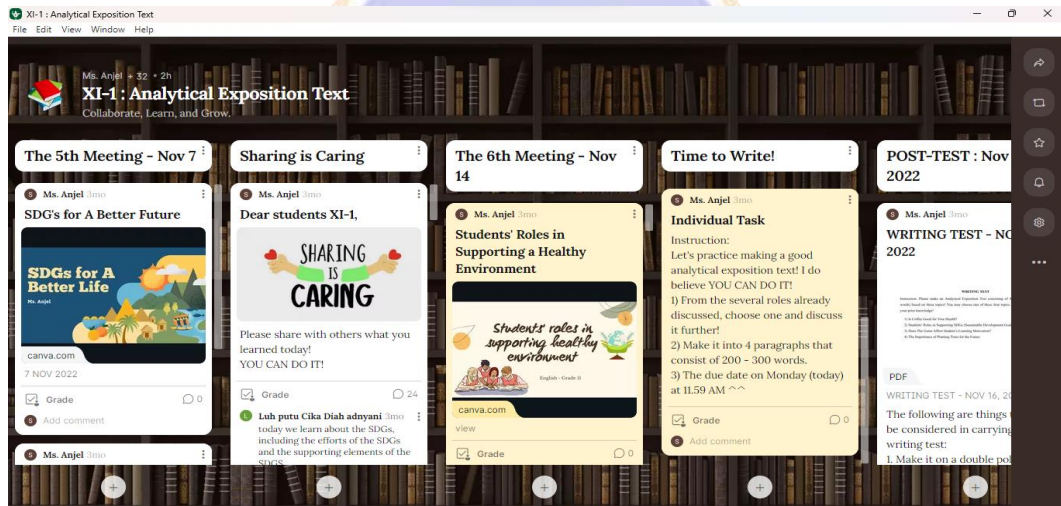 XI-1 : Analytical Exposition Text
File Edit View Window Help
Ms. Anjel + 32 • 2h
XI-1 : Analytical Exposition Text
Collaborate, Learn, and Grow.
The 5th Meeting - Nov 7
Ms. Anjel 3mo
SDG's for A Better Future
SDGs for A
Better Life
Ms. Anjel
canva.com
7 NOV 2022
Grade
0
Add comment
Ms. Anjel 3mo
Sharing is Caring
Ms. Anjel 3mo
Dear students XI-1,
SHARING
IS
CARING
Please share with others what you
learned today!
YOU CAN DO IT!
Grade
24
Luh putu Cika Diah adnyani 3mo
today we learn about the SDGs,
including the efforts of the SDGs
and the supporting elements of the
SDGS
The 6th Meeting - Nov
14
Ms. Anjel 3mo
Students' Roles in
Supporting a Healthy
Environment
Students' roles in
supporting healthy
environment
English - Grade 11
canva.com
view
Grade
0
Time to Write!
Ms. Anjel 3mo
Individual Task
Instruction:
Let's practice making a good
analytical exposition text! I do
believe YOU CAN DO IT!
1) From the several roles already
discussed, choose one and discuss
it further!
2) Make it into 4 paragraphs that
consist of 200 - 300 words.
3) The due date on Monday (today)
at 11.59 AM ^^
Grade
0
Add comment
POST-TEST : Nov
2022
Ms. Anjel 3mo
WRITING TEST - NO
2022
WRITING TEST
PDF
WRITING TEST - NOV 16, 20
The following are things
be considered in carrying
writing test:
1. Make it on a double